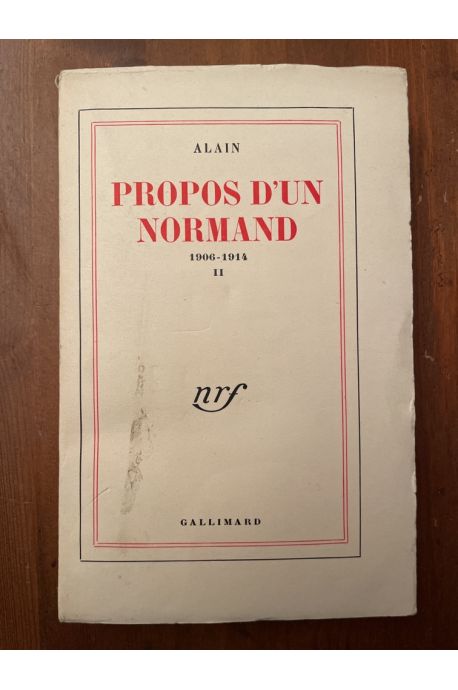 ALAIN
PROPOS D'UN
NORMAND
1906-1914
II
nrf
GALLIMARD